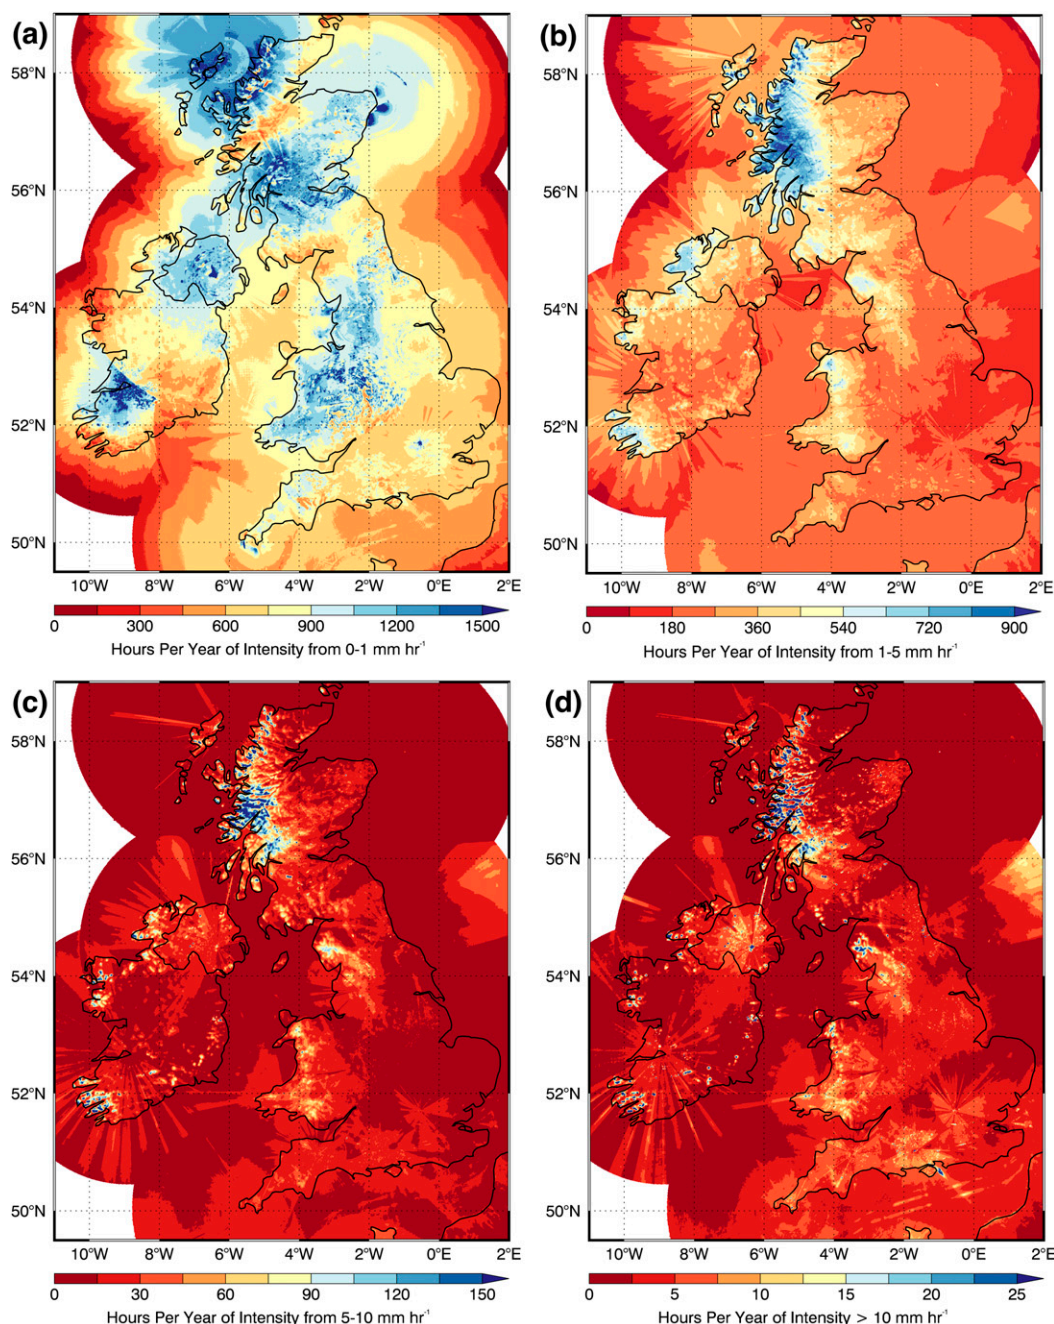 (a)
58°N
56°N
54°N
52°N
50°N
10°W 8°W 6°W 4°W 2°W 0°W 2°E
0 300 600 900 1200 1500
Hours Per Year of Intensity from 0-1 mm hr⁻¹
(b)
58°N
56°N
54°N
52°N
50°N
10°W 8°W 6°W 4°W 2°W 0°W 2°E
0 180 360 540 720 900
Hours Per Year of Intensity from 1-5 mm hr⁻¹
(c)
58°N
56°N
54°N
52°N
50°N
10°W 8°W 6°W 4°W 2°W 0°W 2°E
0 30 60 90 120 150
Hours Per Year of Intensity from 5-10 mm hr⁻¹
(d)
58°N
56°N
54°N
52°N
50°N
10°W 8°W 6°W 4°W 2°W 0°W 2°E
0 5 10 15 20 25
Hours Per Year of Intensity > 10 mm hr⁻¹